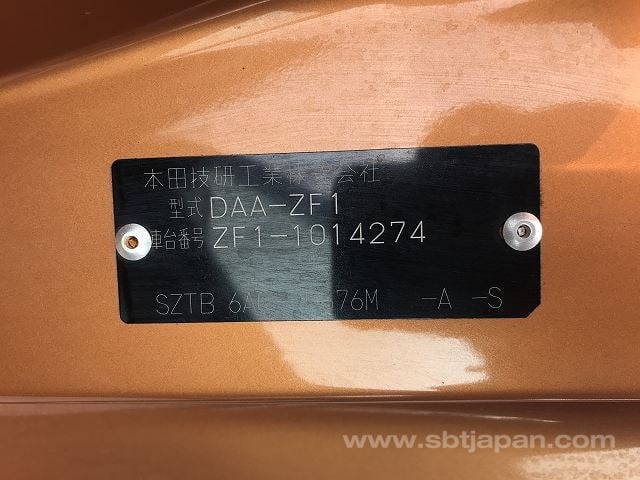 本田技研工業株式会社
型式 DAA-ZF1
車台番号 ZF1-1014274
SZTB 76M -A -S
www.sbtjapan.com